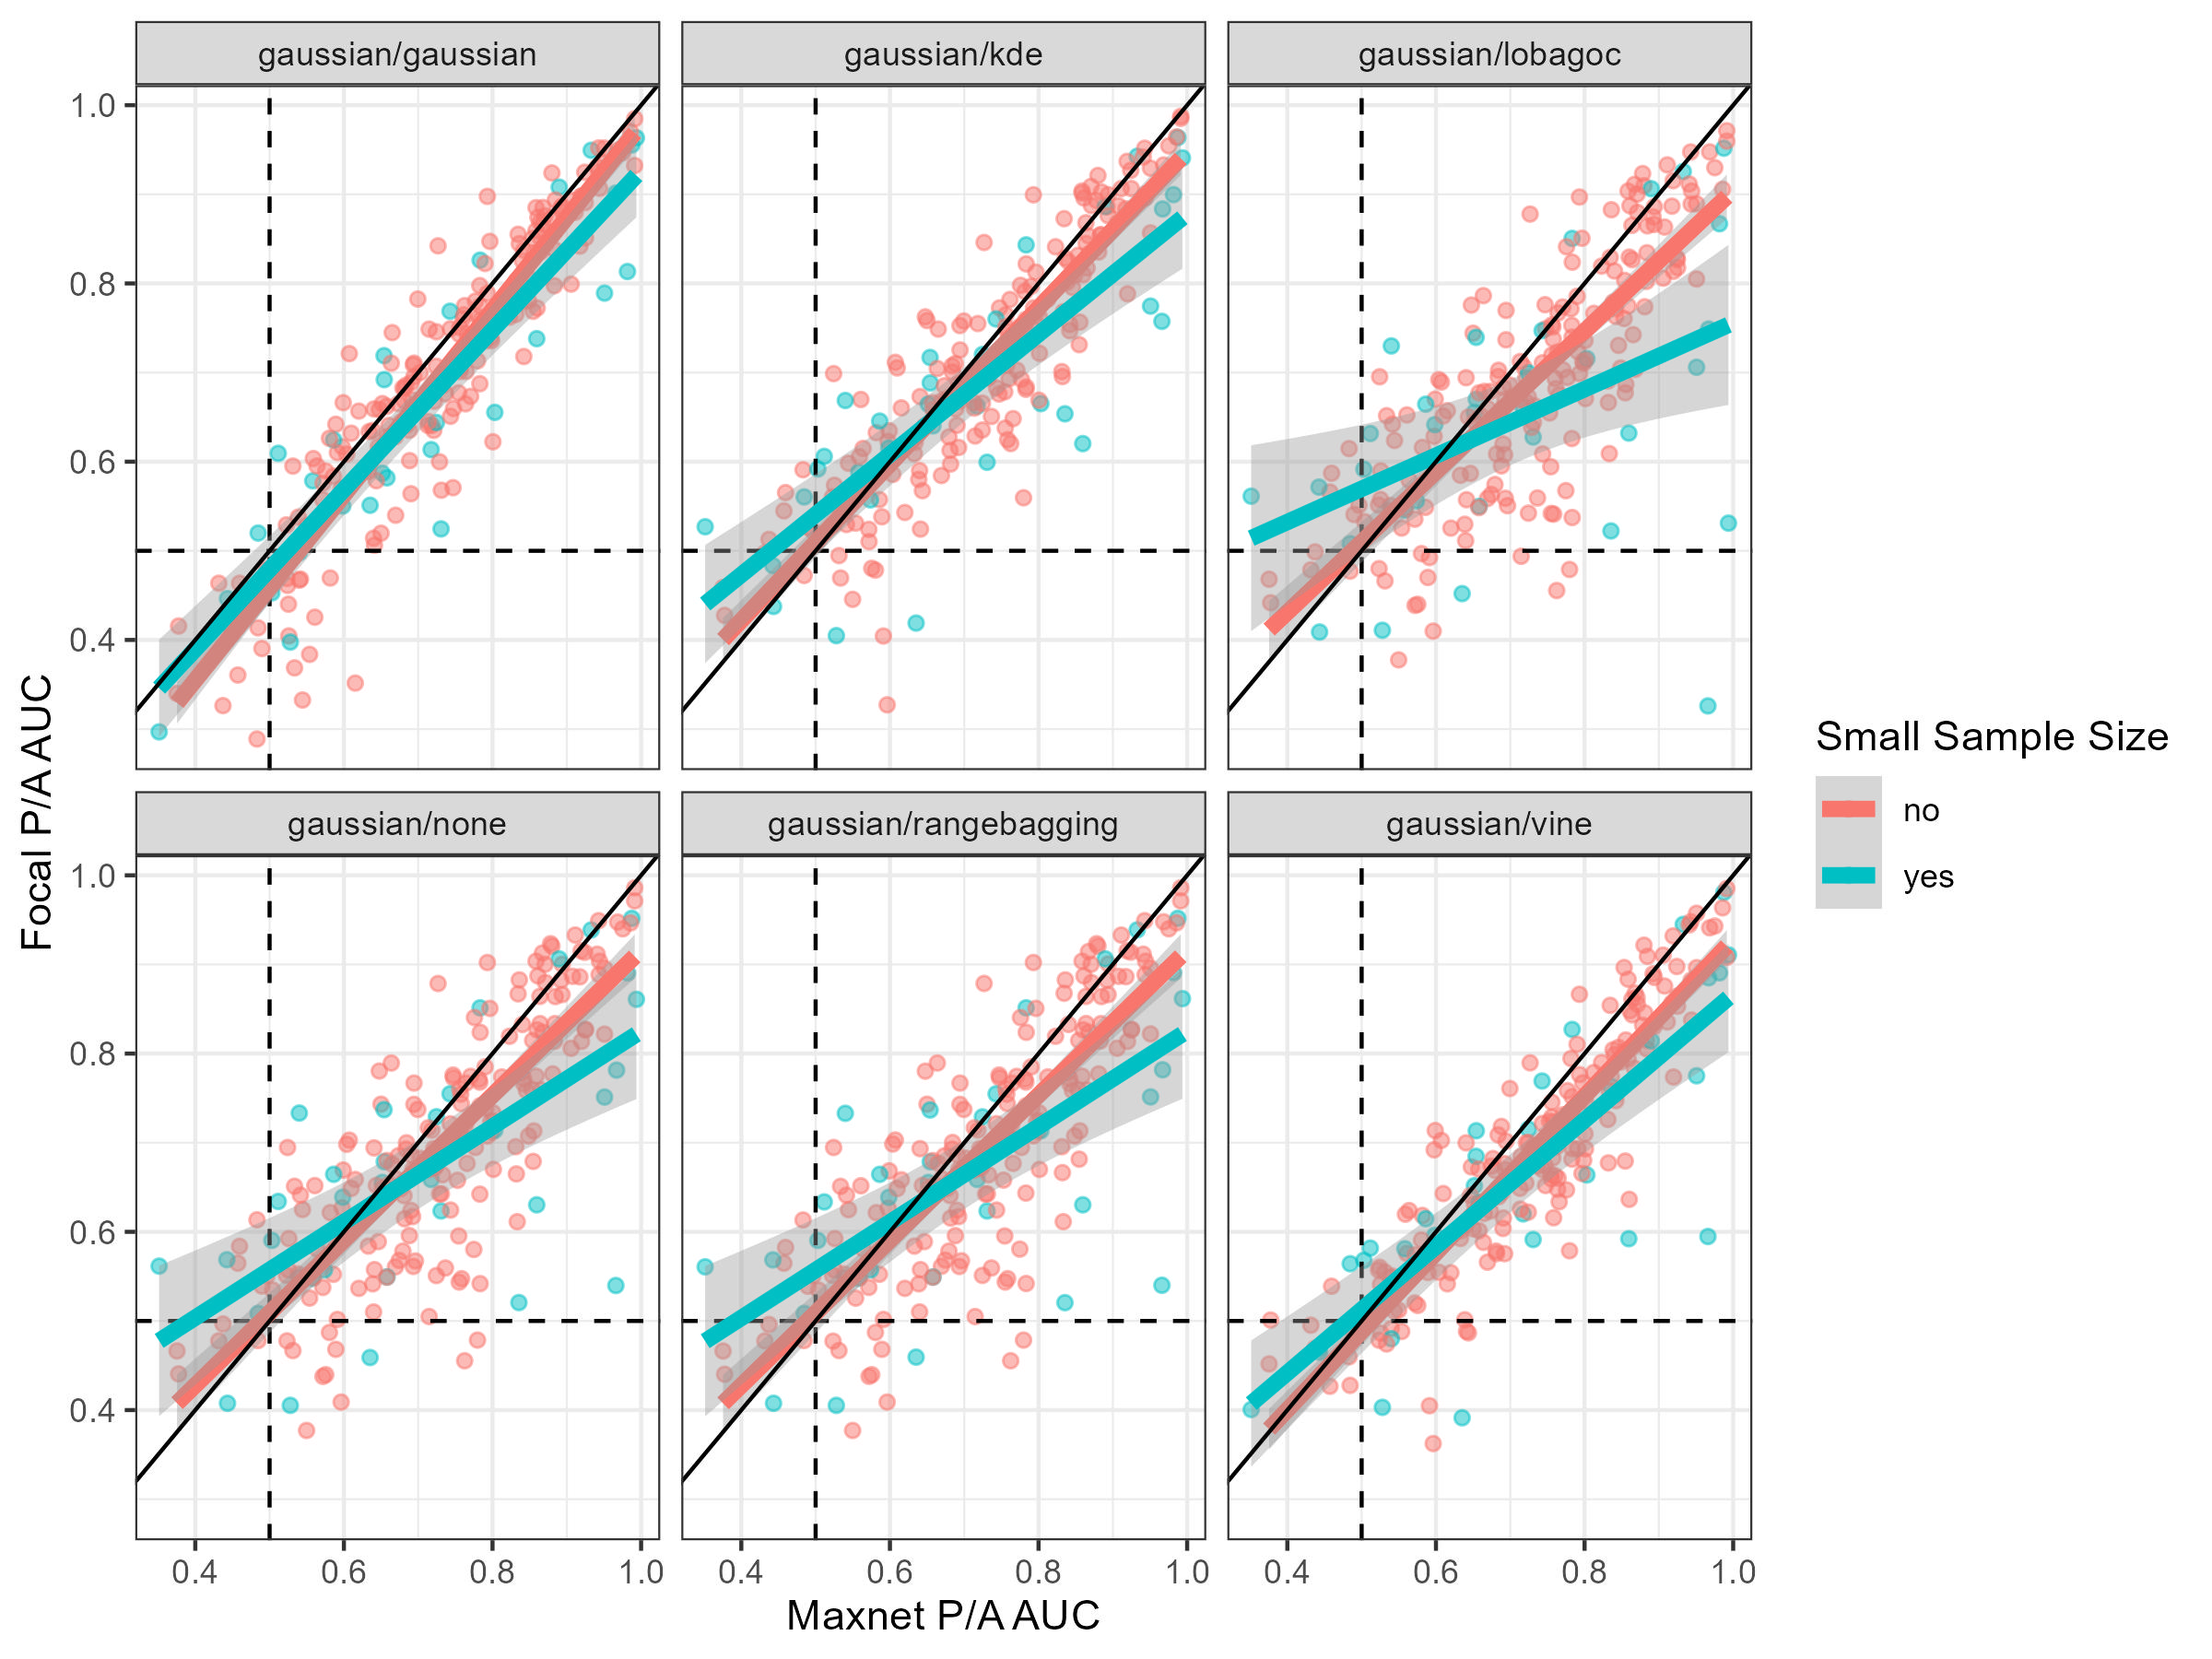 gaussian/gaussian gaussian/kde gaussian/lobagoc
1.0
0.8
0.6
0.4
gaussian/none gaussian/rangebagging gaussian/vine
1.0
0.8
0.6
0.4
0.4 0.6 0.8 1.0 0.4 0.6 0.8 1.0 0.4 0.6 0.8 1.0
Maxnet P/A AUC
Focal P/A AUC
Small Sample Size
no
yes